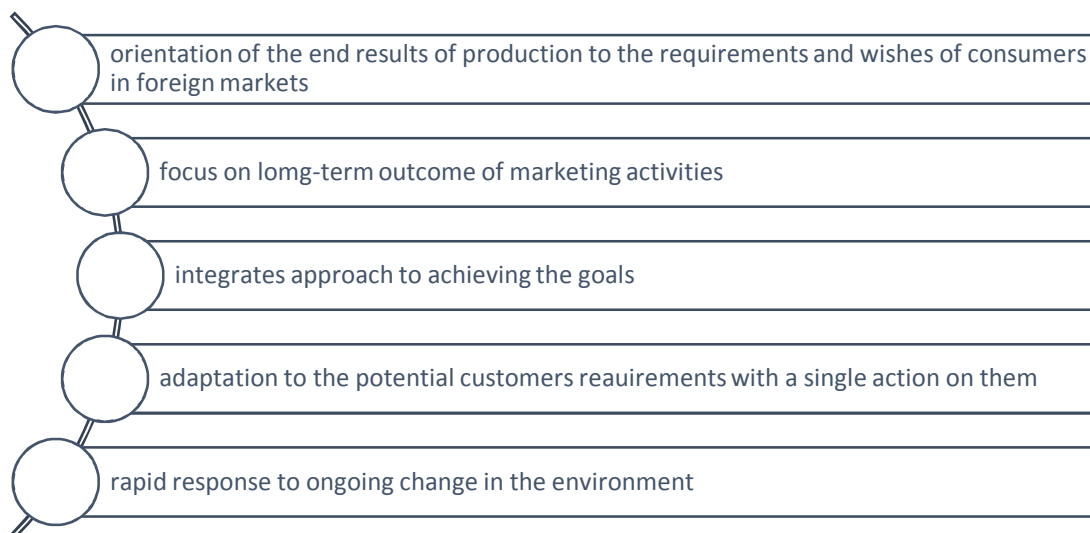 orientation of the end results of production to the requirements and wishes of consumers
in foreign markets
focus on lomg-term outcome of marketing activities
integrates approach to achieving the goals
adaptation to the potential customers reauirements with a single action on them
rapid response to ongoing change in the environment